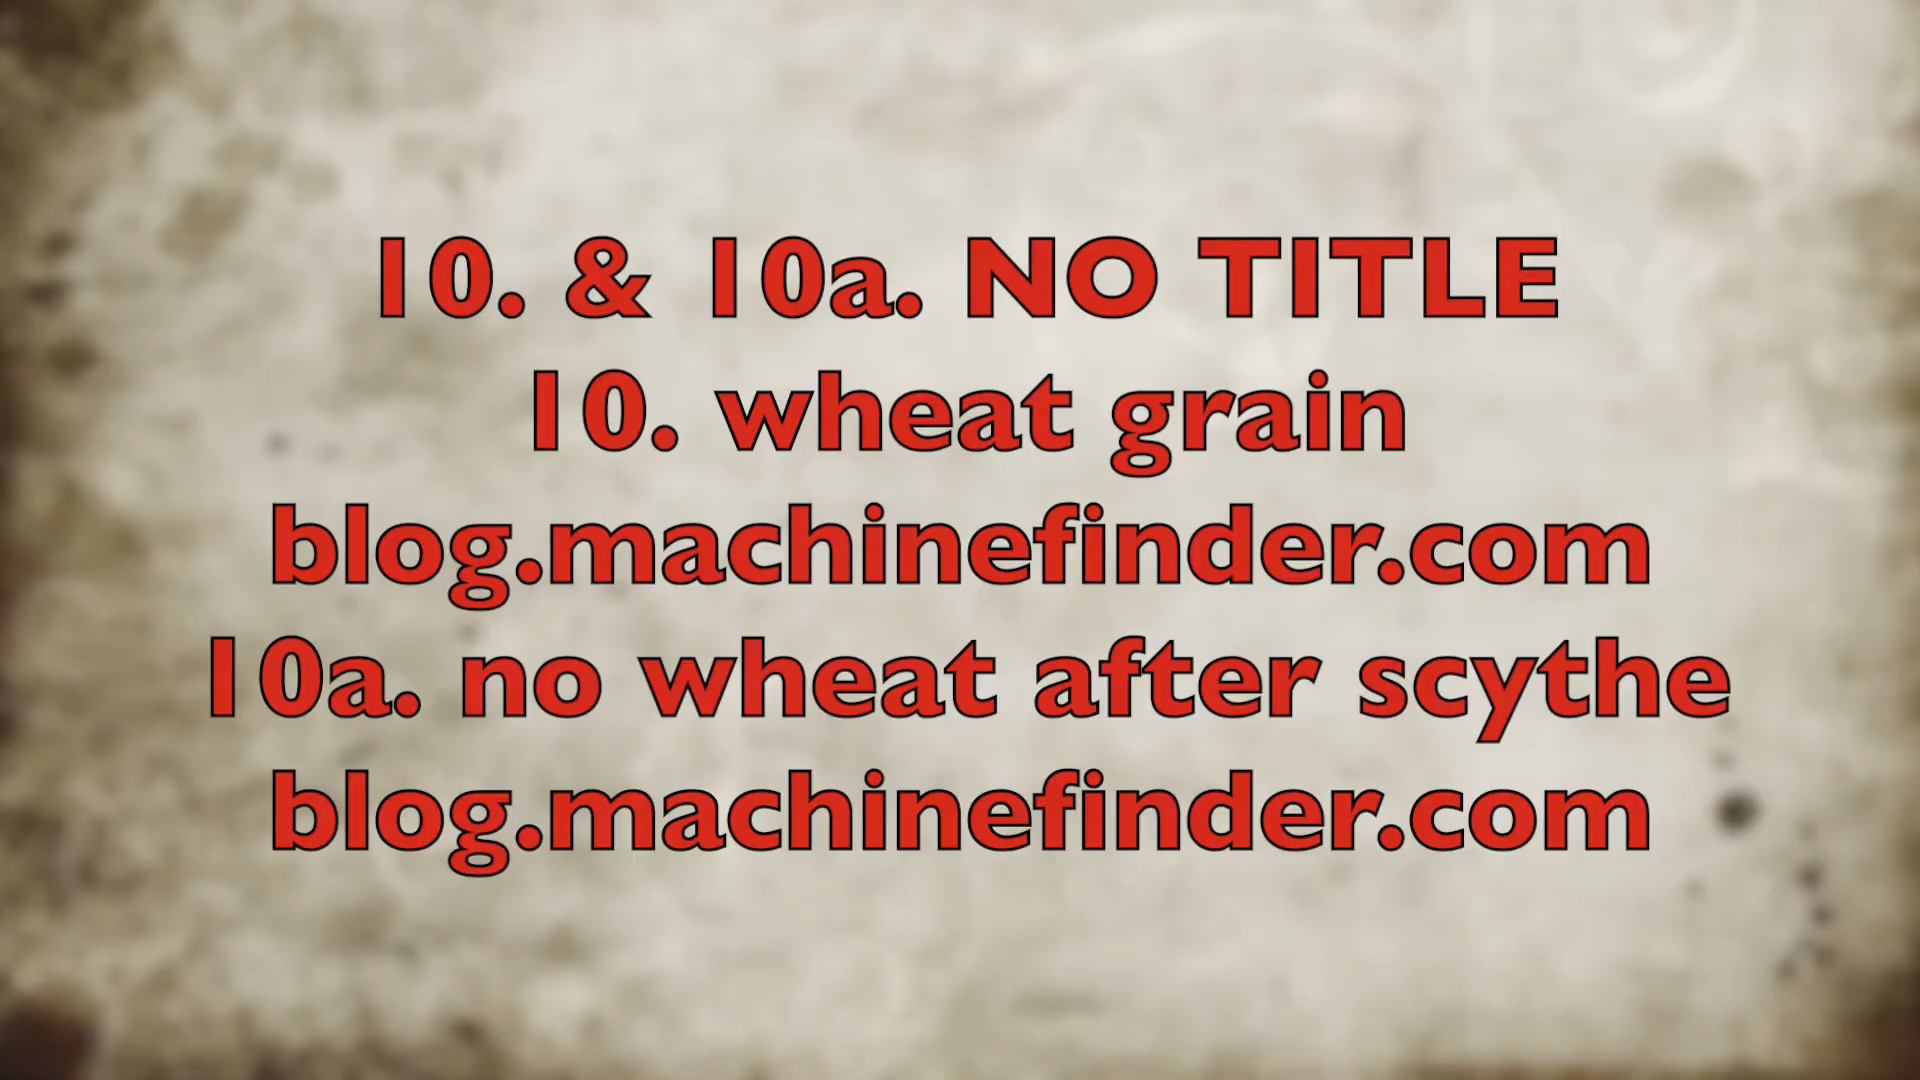 10. & 10a. NO TITLE
10. wheat grain
blog.machinefinder.com
10a. no wheat after scythe
blog.machinefinder.com